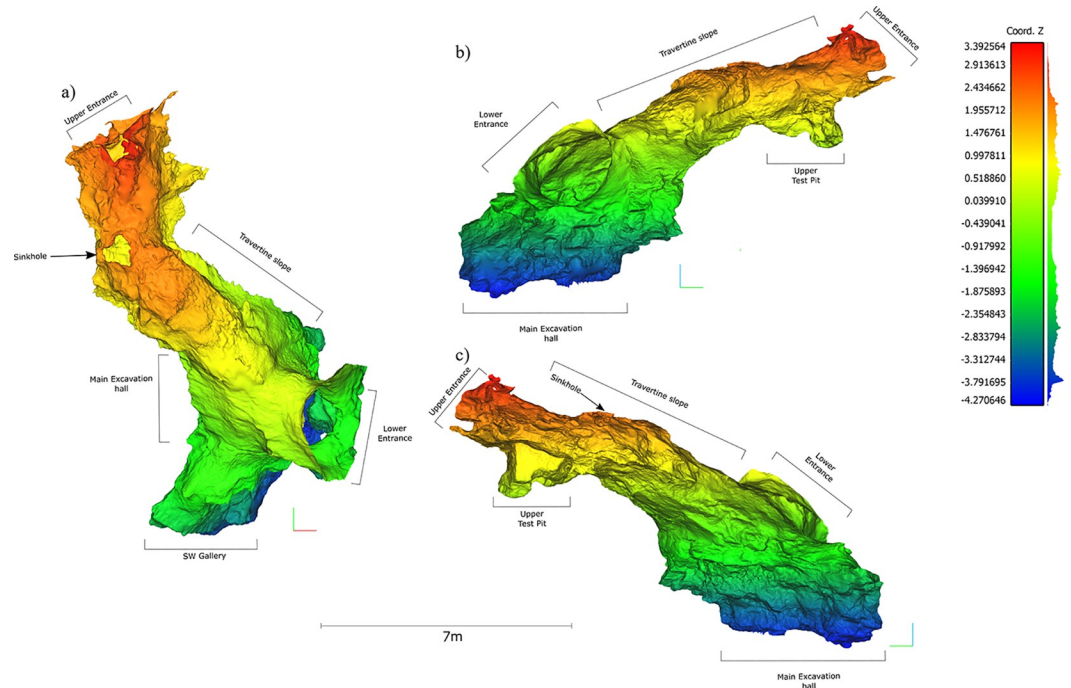 a)
Upper Entrance
Sinkhole
Travertine slope
Main Excavation
hall
Lower
Entrance
SW Gallery
b)
Lower
Entrance
Travertine slope
Upper Entrance
Upper
Test Pit
Main Excavation
hall
c)
Upper Entrance
Sinkhole
Travertine slope
Lower
Entrance
Upper
Test Pit
Main Excavation
hall
7m
Coord. Z
3.392564
2.913613
2.434662
1.955712
1.476761
0.997811
0.518860
0.039910
-0.439041
-0.917992
-1.396942
-1.875893
-2.354843
-2.833794
-3.312744
-3.791695
-4.270646